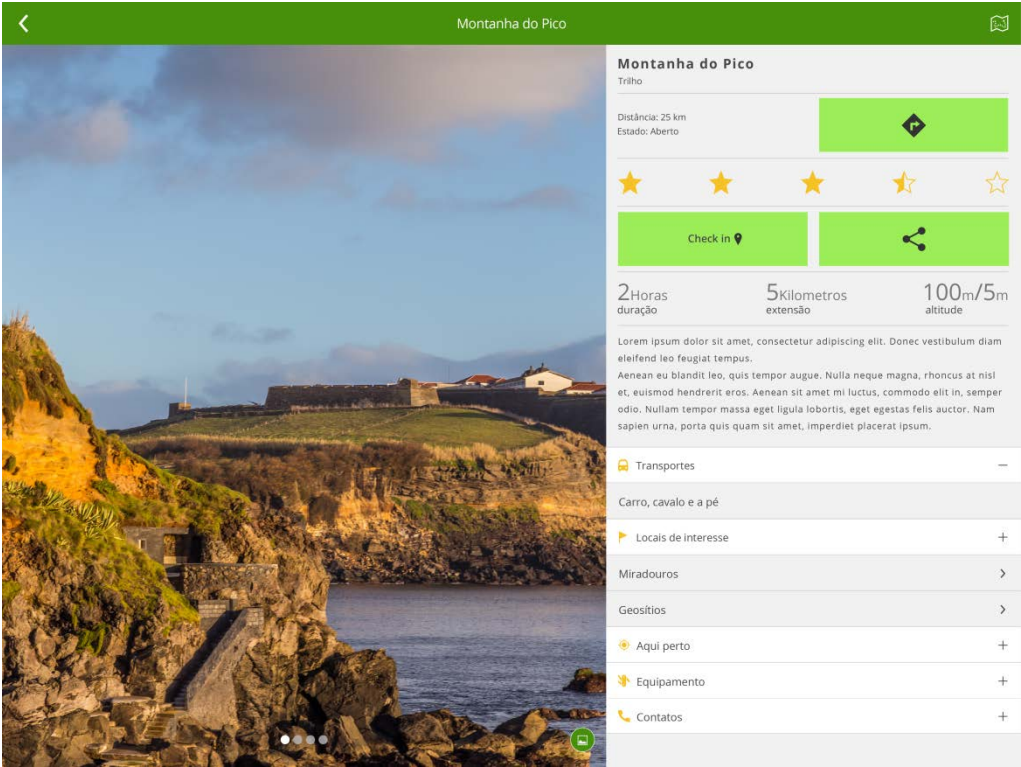 Montanha do Pico
Montanha do Pico
Trilho
Distância: 25 km
Estado: Aberto
Check in
2Horas
duração
5Kilometros
extensão
100m/5m
altitude
Lorem ipsum dolor sit amet, consectetur adipiscing elit. Donec vestibulum diam
eleifend leo feugiat tempus.
Aenean eu blandit leo, quis tempor augue. Nulla neque magna, rhoncus at nisl
et, euismod hendrerit eros. Aenean sit amet mi luctus, commodo elit in, semper
odio. Nullam tempor massa eget ligula lobortis, eget egestas felis auctor. Nam
sapien urna, porta quis quam sit amet, imperdiet placerat ipsum.
Transportes
Carro, cavalo e a pé
Locais de interesse
Miradouros
Geosítios
Aqui perto
Equipamento
Contatos